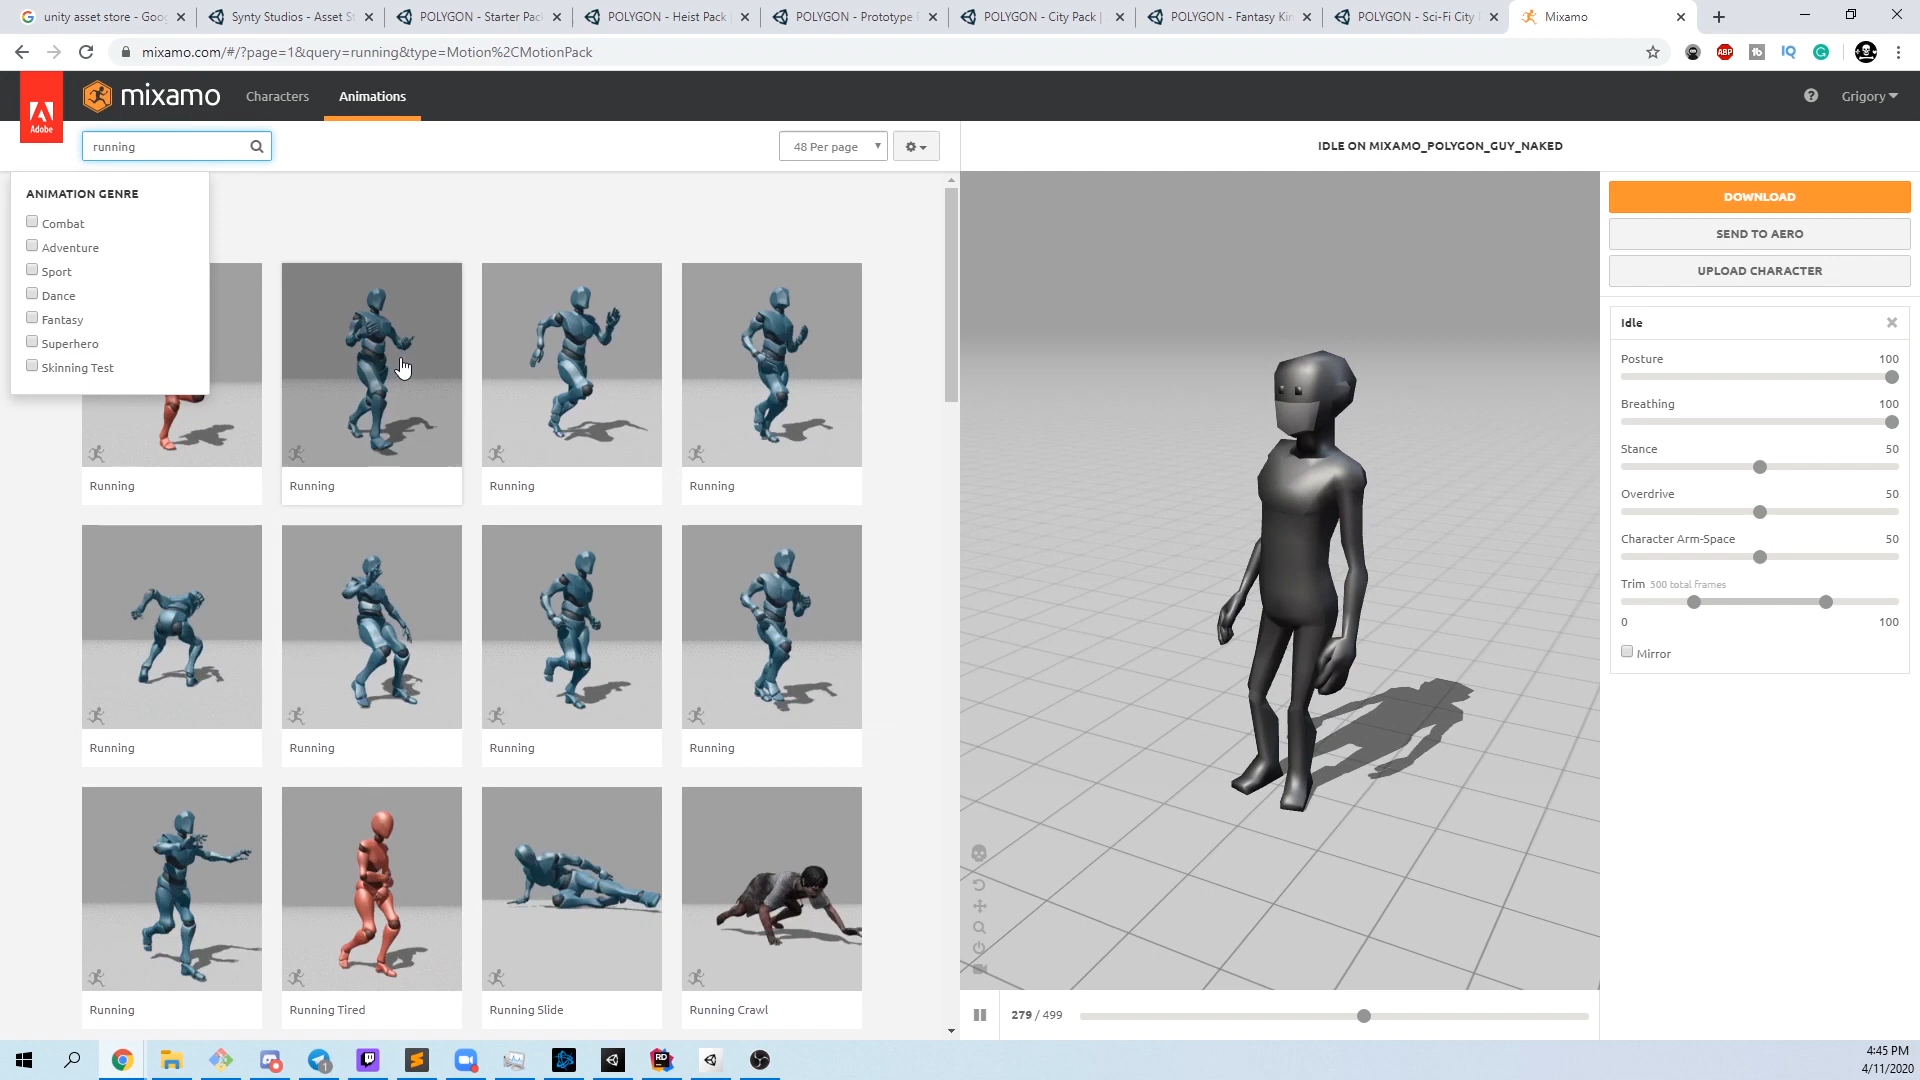 unity asset store - Goo
Synty Studios - Asset S
POLYGON - Starter Pac
POLYGON - Heist Pack
POLYGON - Prototype
POLYGON - City Pack
POLYGON - Fantasy Kin
POLYGON - Sci-Fi City
Mixamo
mixamo.com/#/?page=1&query=running&type=Motion%2CMotionPack
ABP
IQ
Adobe
mixamo
Characters
Animations
Grigory
running
48 Per page
IDLE ON MIXAMO_POLYGON_GUY_NAKED
ANIMATION GENRE
Combat
Adventure
Sport
Dance
Fantasy
Superhero
Skinning Test
DOWNLOAD
SEND TO AERO
UPLOAD CHARACTER
Idle
Posture 100
Breathing 100
Stance 50
Overdrive 50
Character Arm-Space 50
Trim 500 total frames
0 100
Mirror
Running
Running
Running
Running
Running
Running
Running
Running
Running
Running Tired
Running Slide
Running Crawl
279 / 499
4:45 PM
4/11/2020